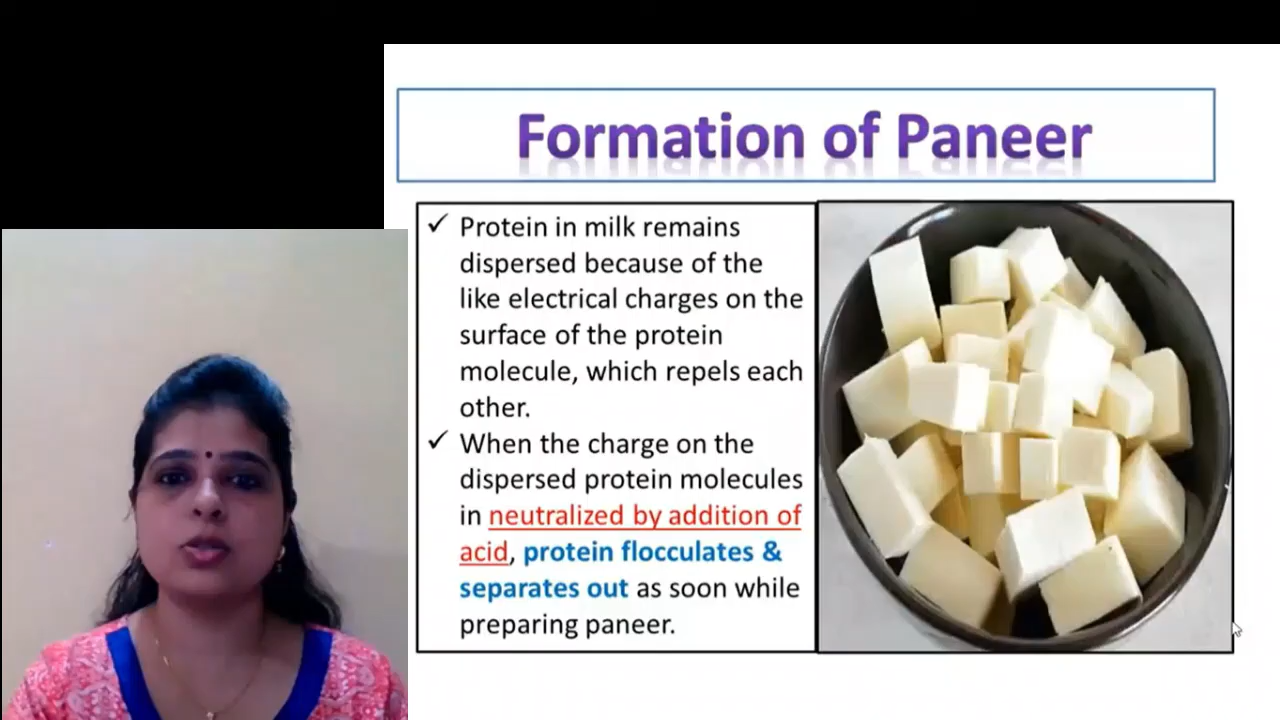 Formation of Paneer
✓ Protein in milk remains
dispersed because of the
like electrical charges on the
surface of the protein
molecule, which repels each
other.
✓ When the charge on the
dispersed protein molecules
in neutralized by addition of
acid, protein flocculates &
separates out as soon while
preparing paneer.